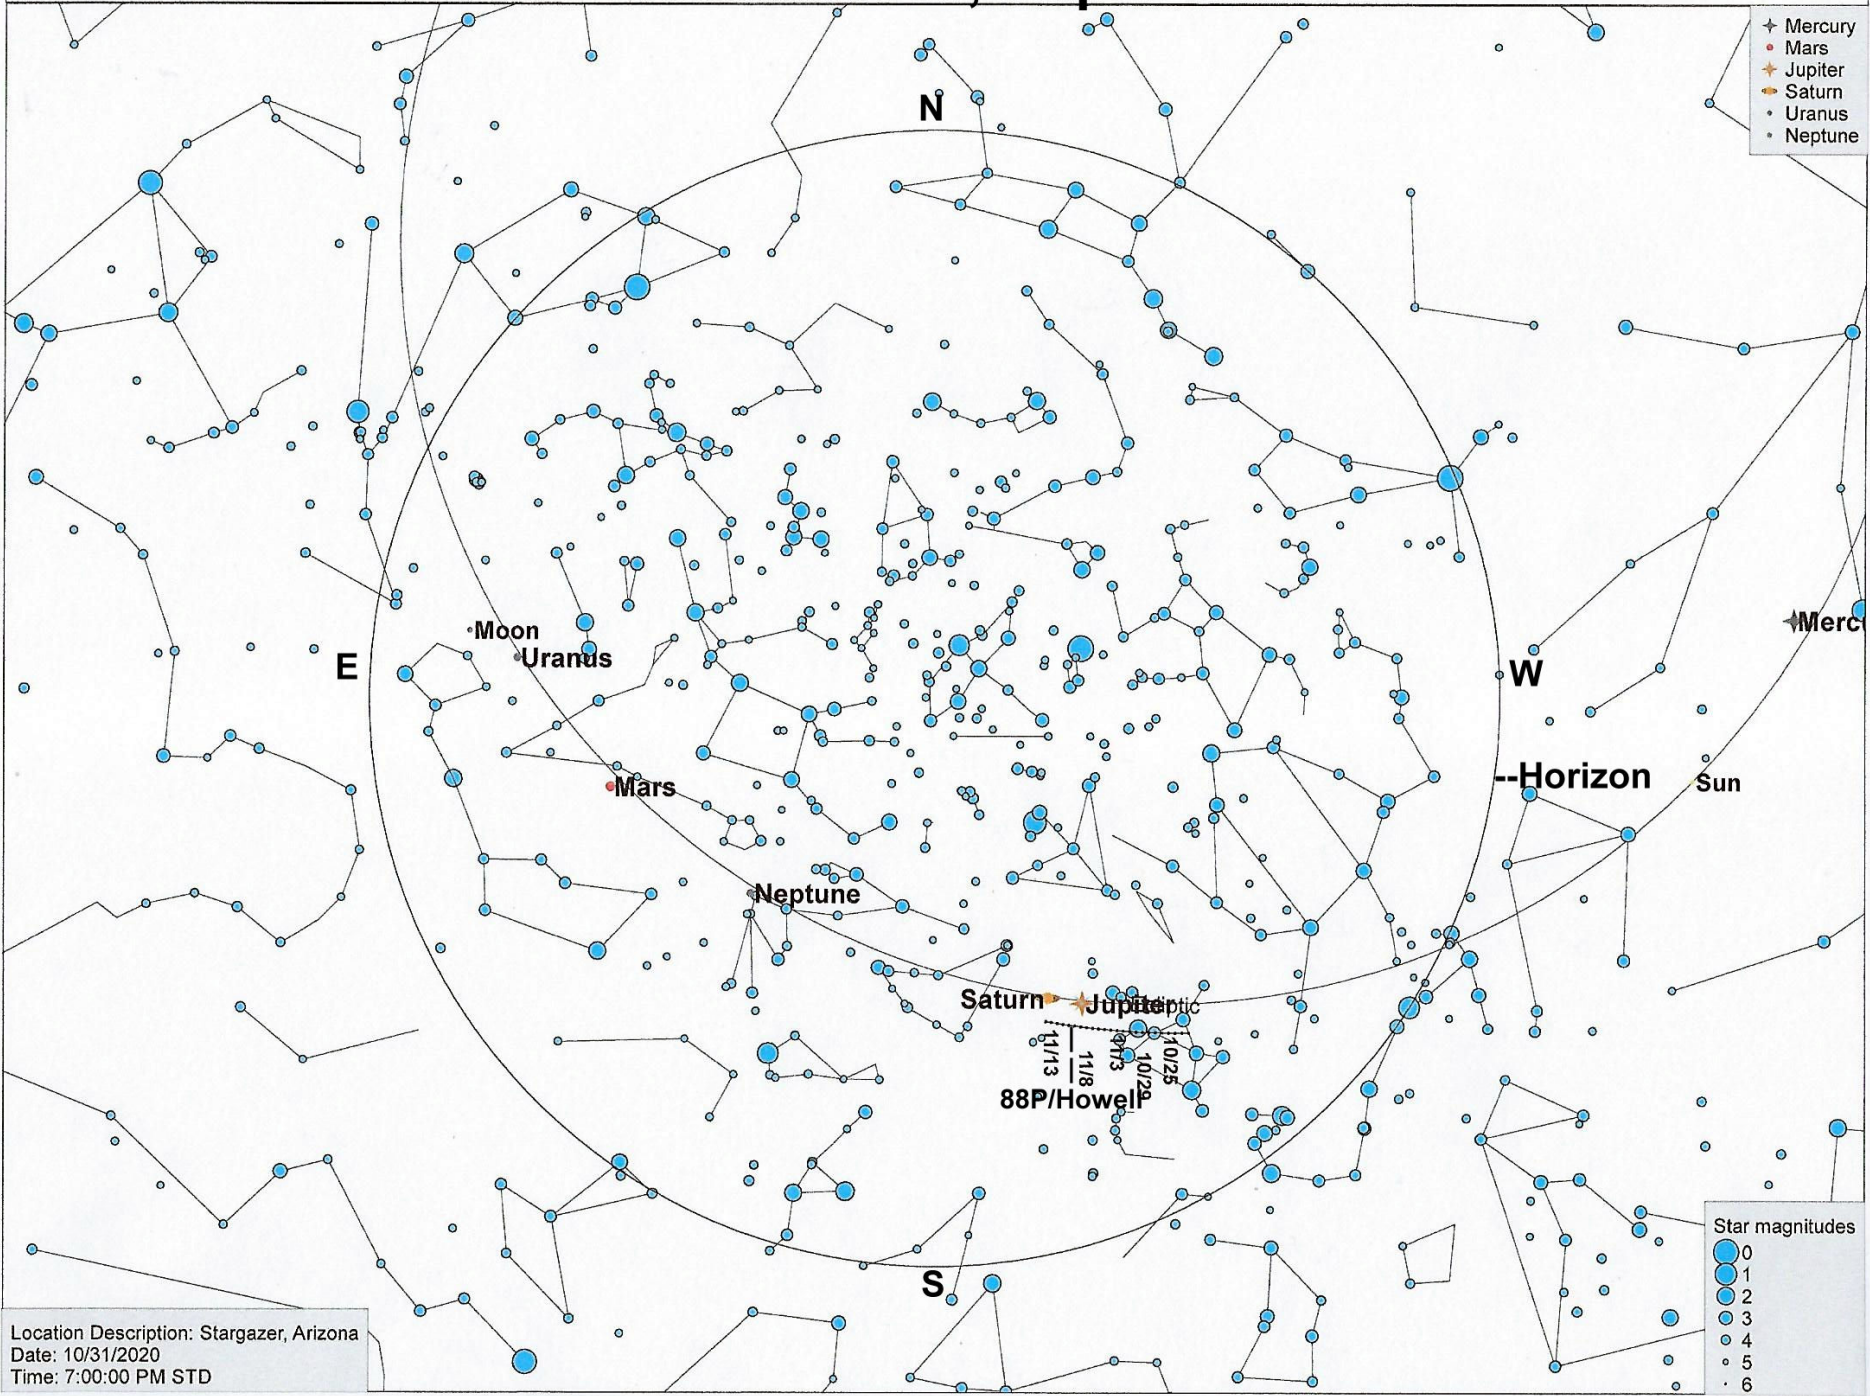 Mercury
Mars
Jupiter
Saturn
Uranus
Neptune
N
Moon
Uranus
E
W
Mercu
Mars
--Horizon
Sun
Neptune
Saturn
Jupiter
11/13
11/8
11/3
10/29
10/25
88P/Howell
S
Star magnitudes
0
1
2
3
4
5
6
Location Description: Stargazer, Arizona
Date: 10/31/2020
Time: 7:00:00 PM STD